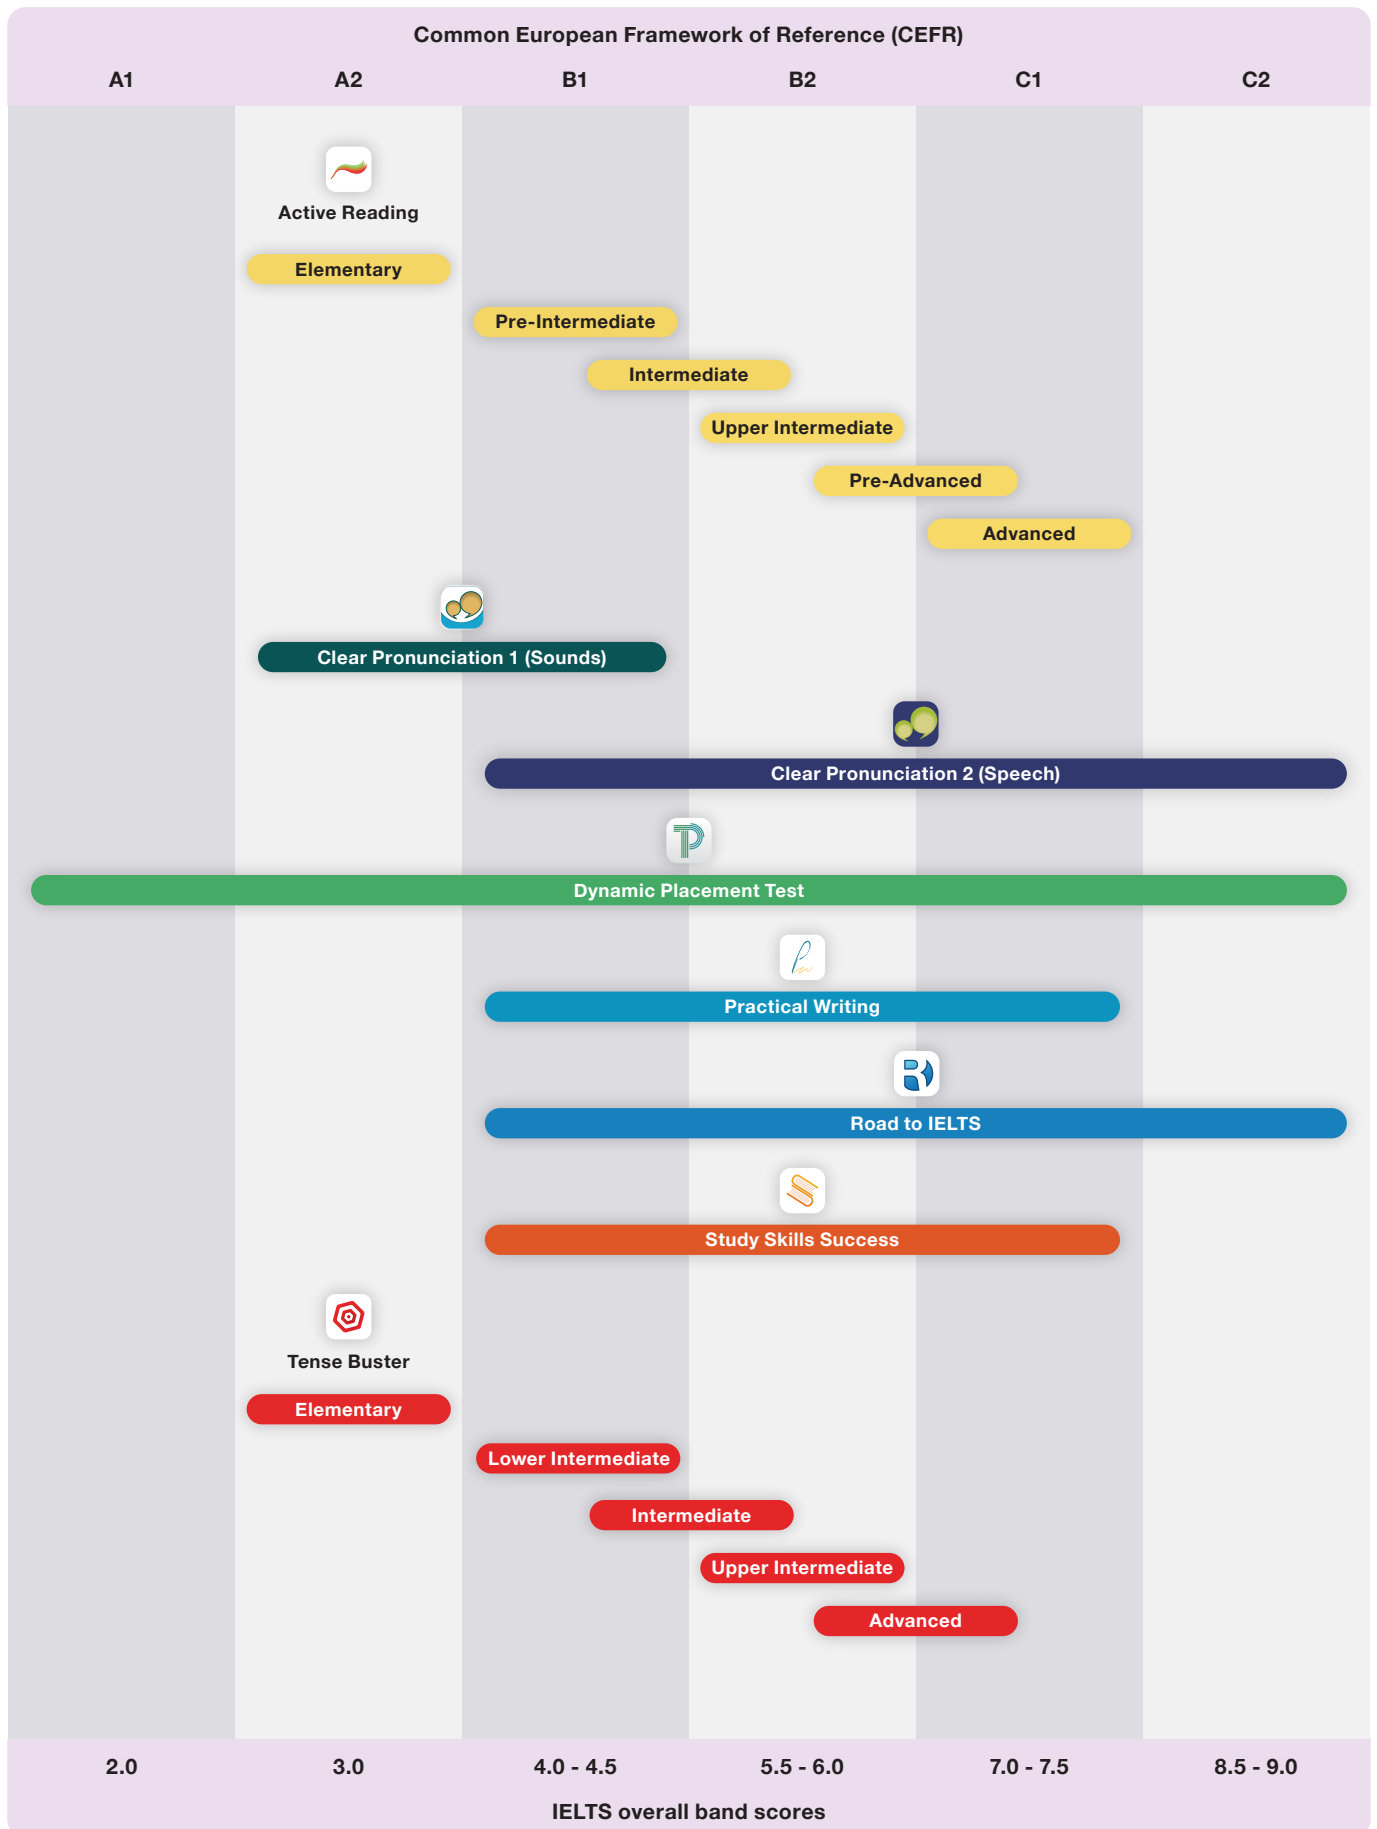 Common European Framework of Reference (CEFR)
A1 A2 B1 B2 C1 C2
Active Reading
Elementary
Pre-Intermediate
Intermediate
Upper Intermediate
Pre-Advanced
Advanced
Clear Pronunciation 1 (Sounds)
Clear Pronunciation 2 (Speech)
Dynamic Placement Test
Practical Writing
Road to IELTS
Study Skills Success
Tense Buster
Elementary
Lower Intermediate
Intermediate
Upper Intermediate
Advanced
2.0 3.0 4.0 - 4.5 5.5 - 6.0 7.0 - 7.5 8.5 - 9.0
IELTS overall band scores